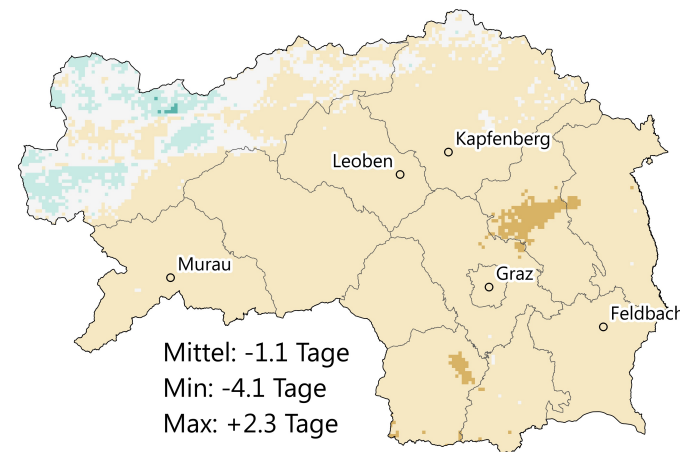 Kapfenberg
Leoben
Murau
Graz
Feldbach
Mittel: -1.1 Tage
Min: -4.1 Tage
Max: +2.3 Tage